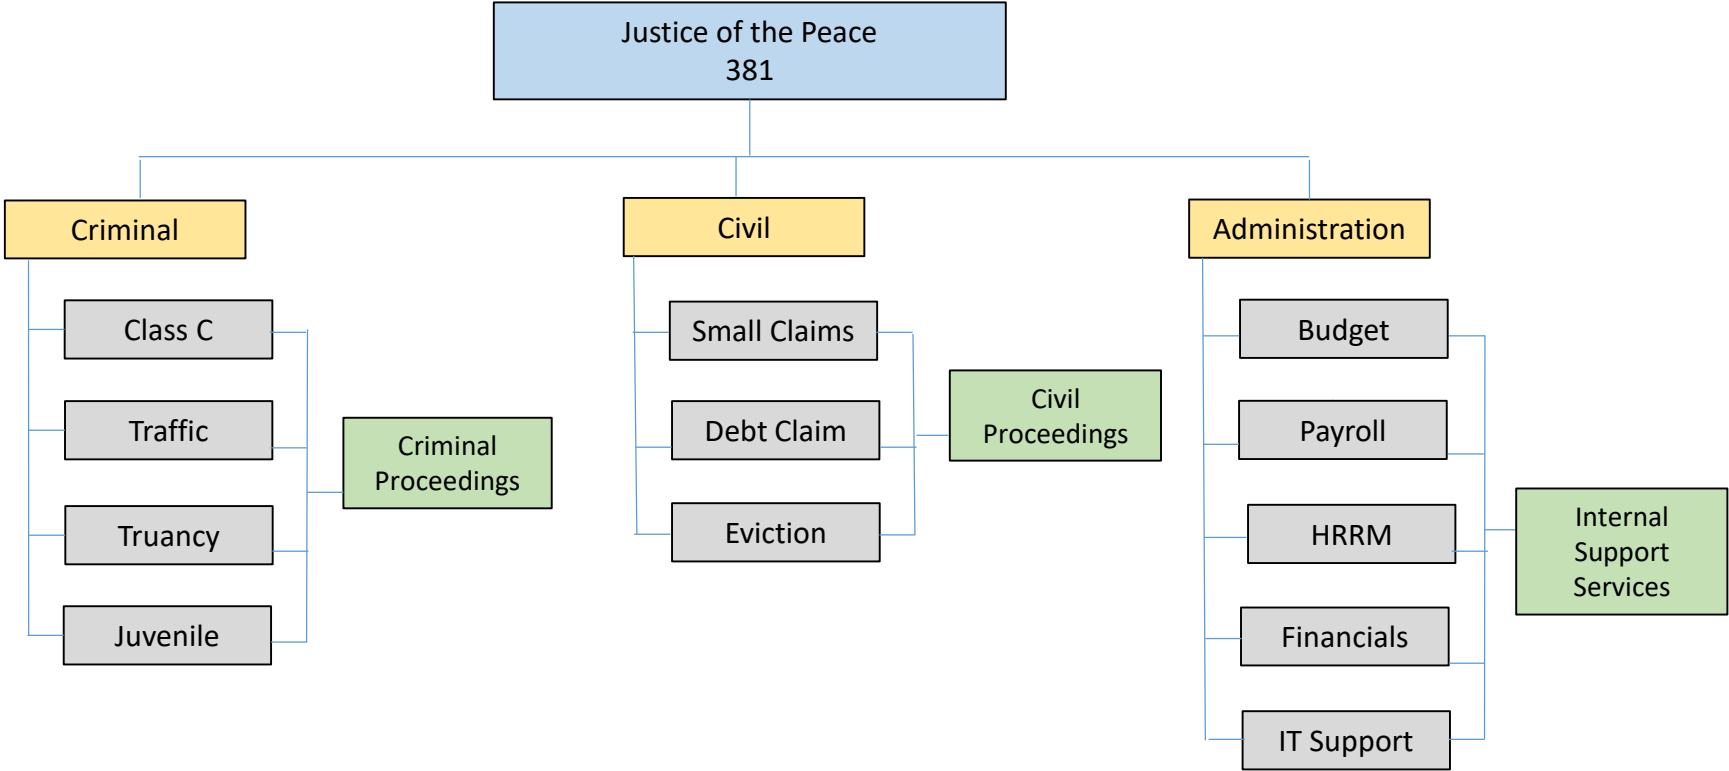 Justice of the Peace
381
Criminal
Civil
Administration
Class C
Traffic
Truancy
Juvenile
Criminal
Proceedings
Small Claims
Debt Claim
Eviction
Civil
Proceedings
Budget
Payroll
HRRM
Financials
IT Support
Internal
Support
Services